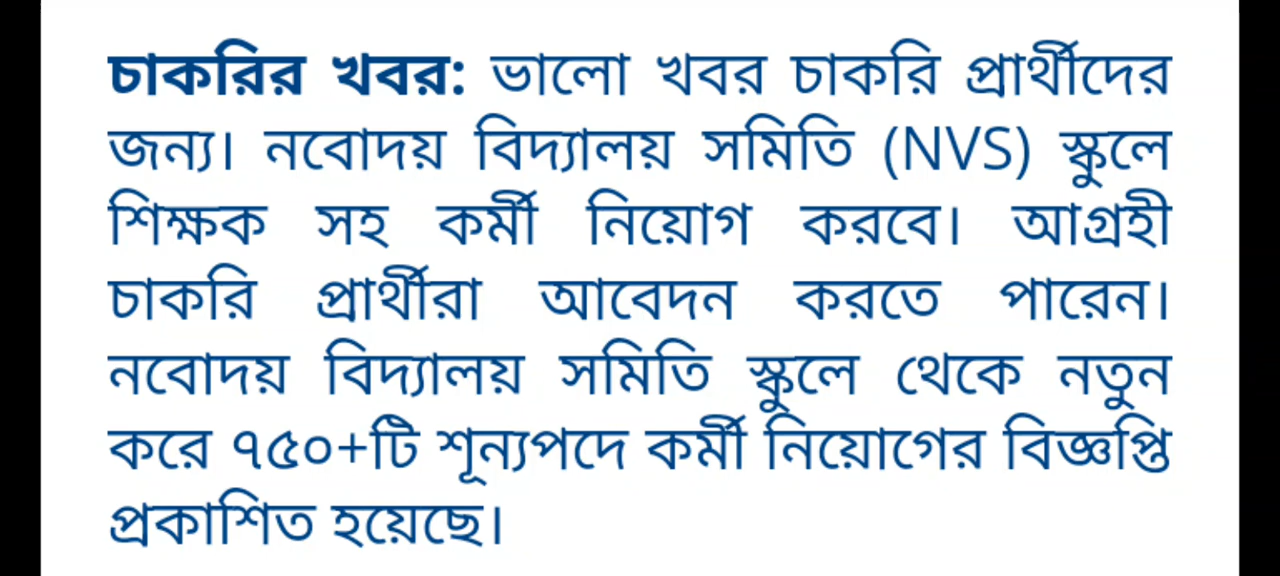 চাকরির খবর: ভালো খবর চাকরি প্রার্থীদের
জন্য। নবোদয় বিদ্যালয় সমিতি (NVS) স্কুলে
শিক্ষক সহ কর্মী নিয়োগ করবে। আগ্রহী
চাকরি প্রার্থীরা আবেদন করতে পারেন।
নবোদয় বিদ্যালয় সমিতি স্কুলে থেকে নতুন
করে ৭৫০+টি শূন্যপদে কর্মী নিয়োগের বিজ্ঞপ্তি
প্রকাশিত হয়েছে।